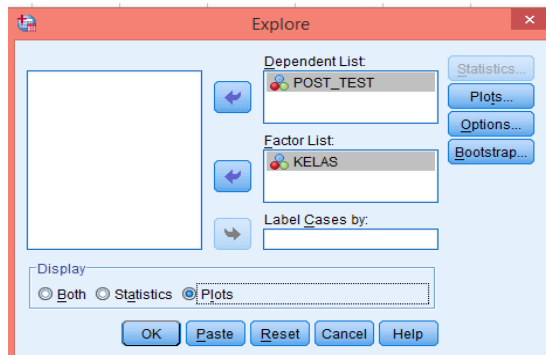 Explore
Dependent List:
POST_TEST
Factor List:
KELAS
Label Cases by:
Statistics...
Plots...
Options...
Bootstrap...
Display
Both Statistics Plots
OK Paste Reset Cancel Help